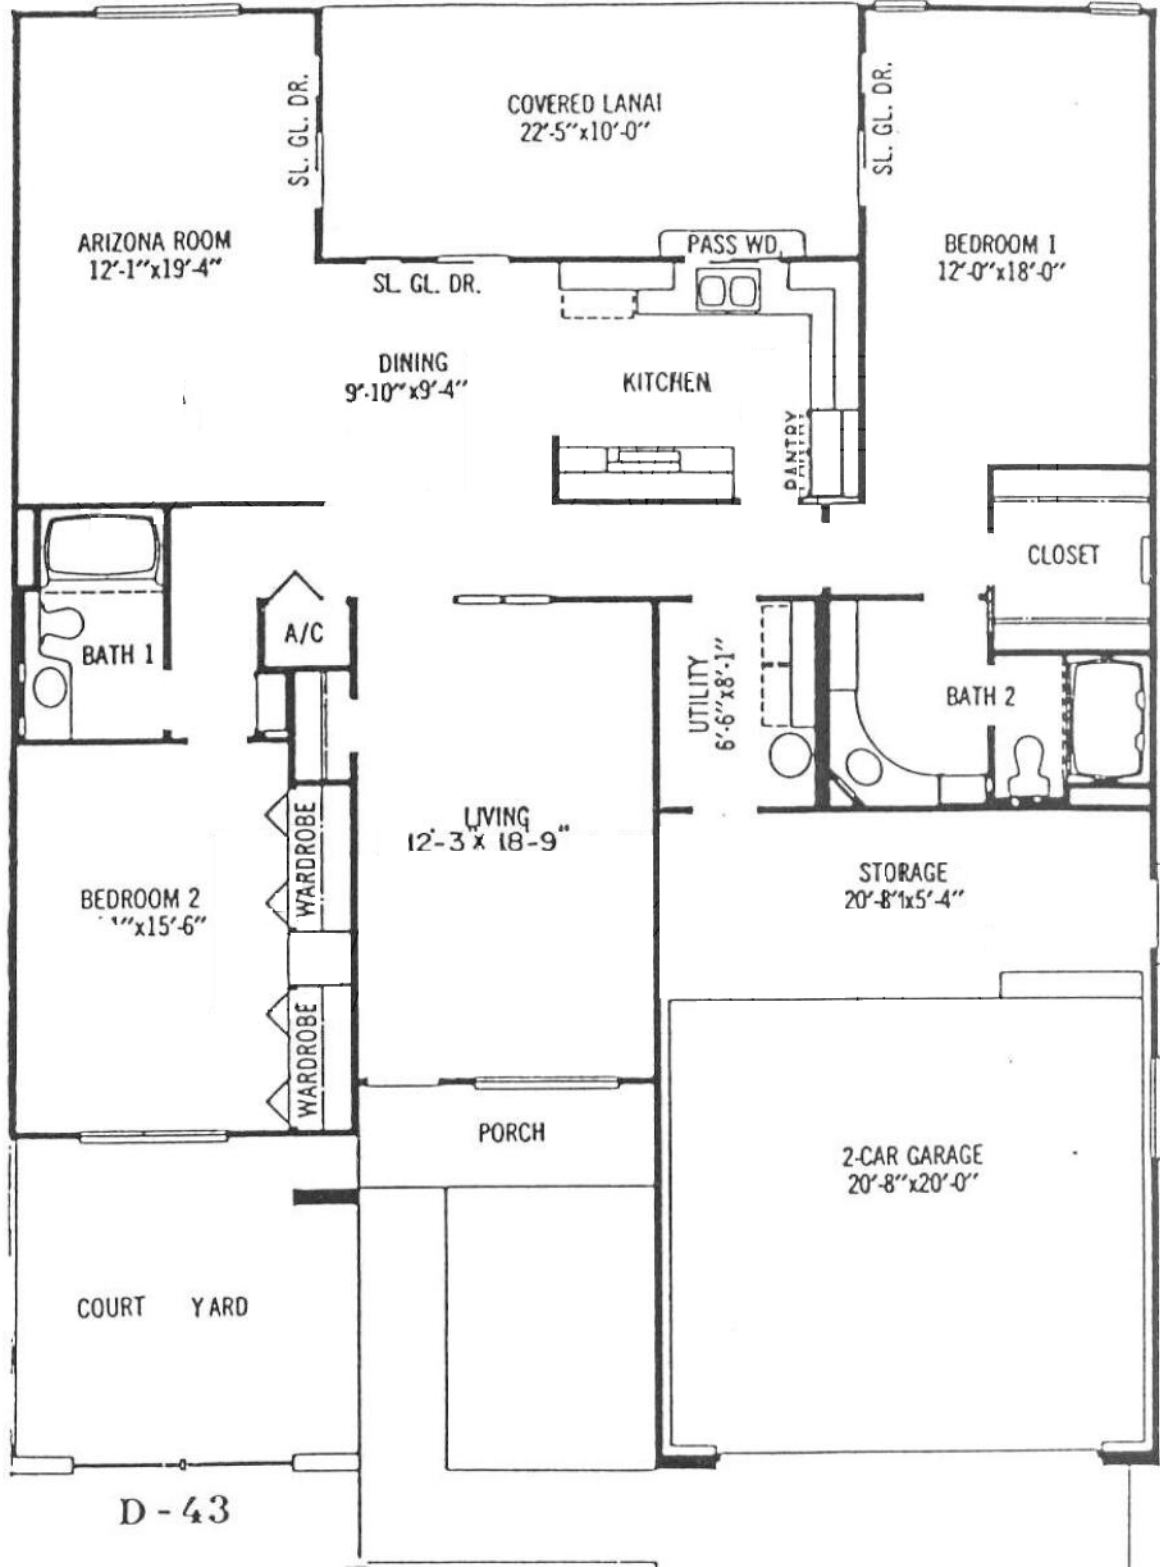 COVERED LANAI
22'-5"x10'-0"
SL. GL. DR.
SL. GL. DR.
ARIZONA ROOM
12'-1"x19'-4"
PASS WD.
BEDROOM 1
12'-0"x18'-0"
SL. GL. DR.
DINING
9'-10"x9'-4"
KITCHEN
PANTRY
CLOSET
A/C
BATH 1
UTILITY
6'-6"x8'-1"
BATH 2
LIVING
12'-3"x 18-9"
WARDROBE
STORAGE
20'-8"x5'-4"
BEDROOM 2
1"x15'-6"
WARDROBE
PORCH
2-CAR GARAGE
20'-8"x20'-0"
COURT YARD
D-43